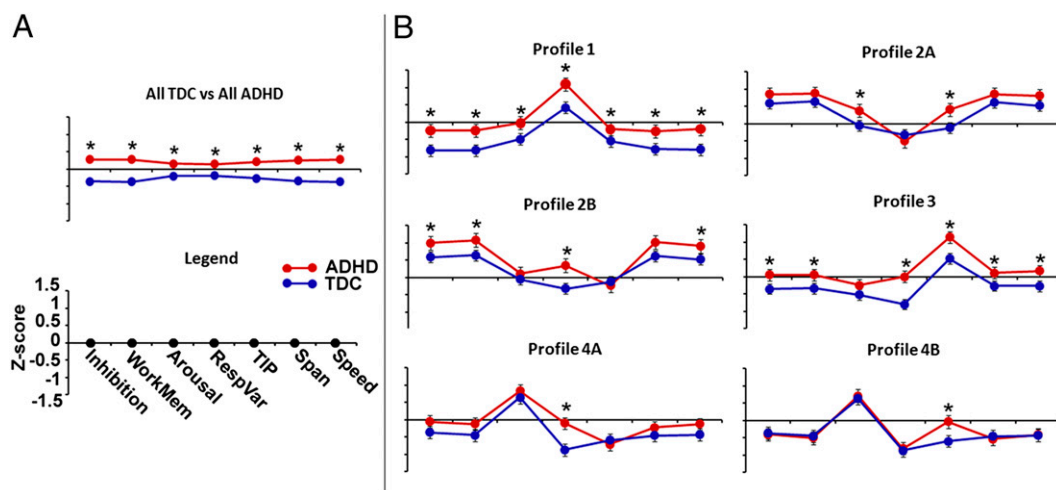 A
All TDC vs All ADHD
* * * * * * *
Legend
ADHD
TDC
Z-score
1.5
1
0.5
0
-0.5
-1
-1.5
Inhibition
WorkMem
Arousal
RespVar
TIP
Span
Speed
B
Profile 1
* * * * * * *
Profile 2A
* *
Profile 2B
* * * *
Profile 3
* * * * * *
Profile 4A
*
Profile 4B
*